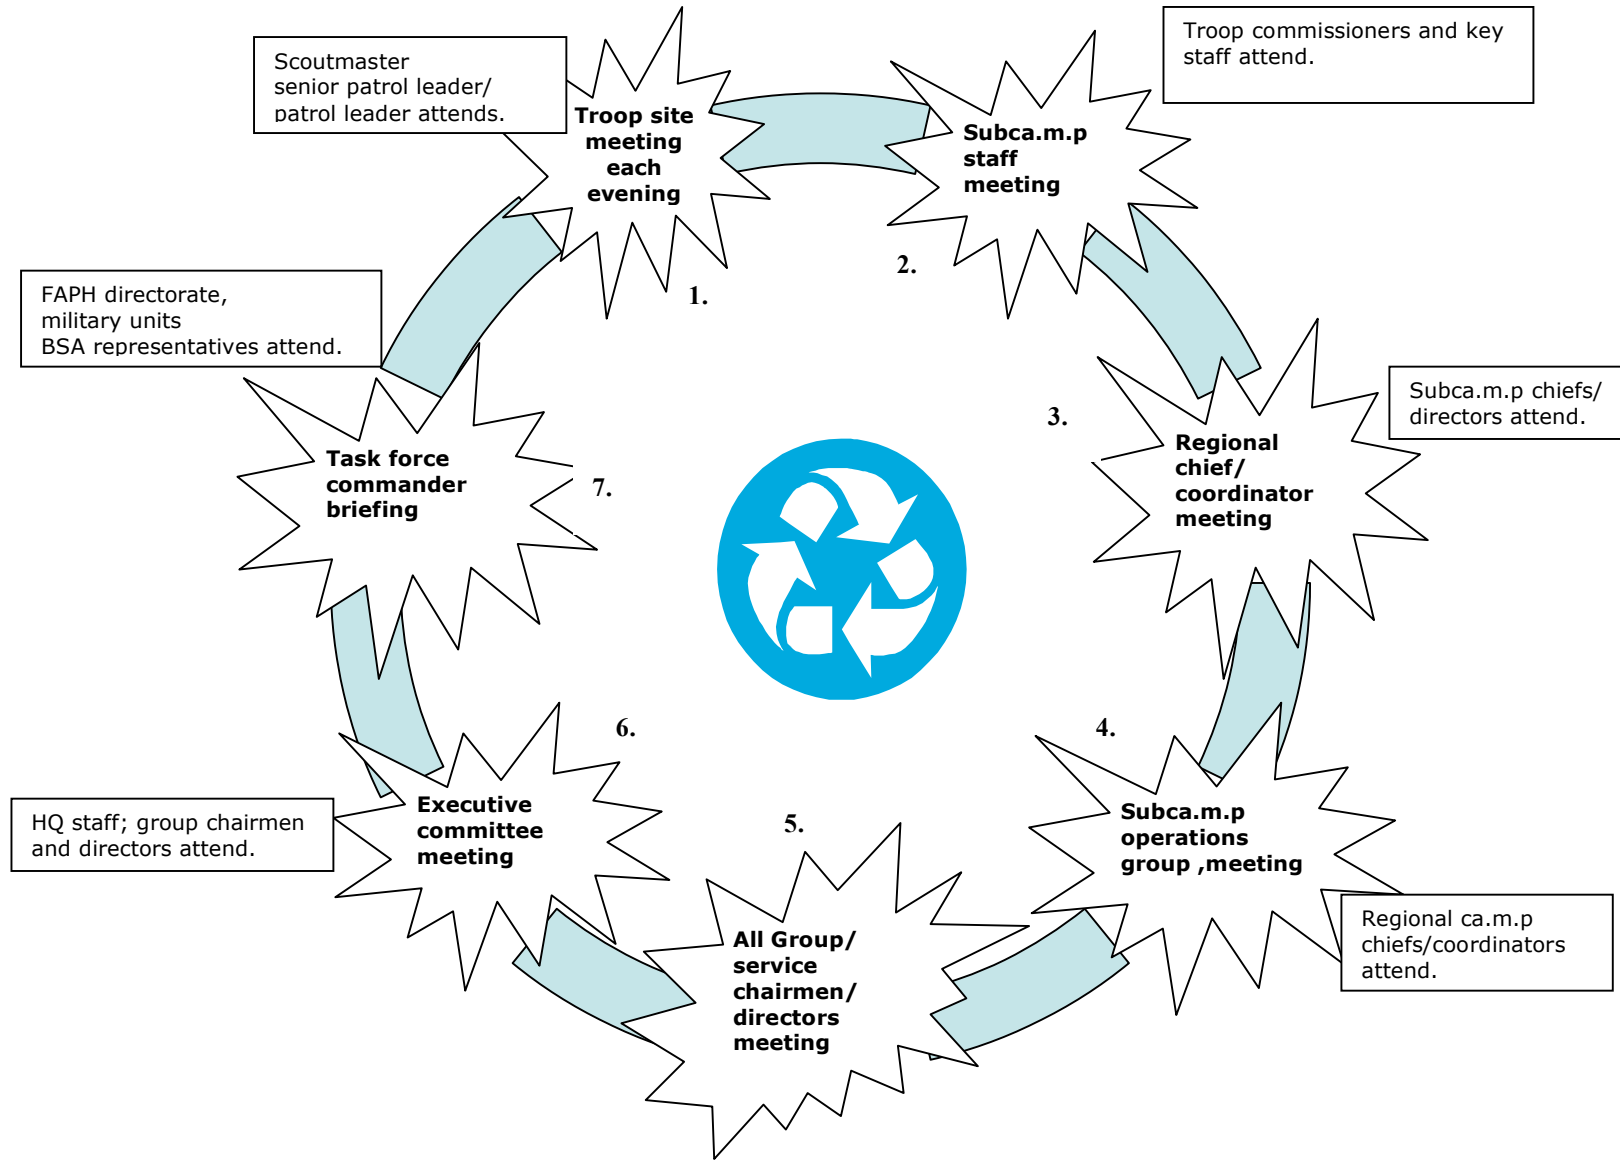 Scoutmaster
senior patrol leader/
patrol leader attends.
Troop site
meeting
each
evening
1.
Troop commissioners and key
staff attend.
Subca.m.p
staff
meeting
2.
Subca.m.p chiefs/
directors attend.
Regional
chief/
coordinator
meeting
3.
Subca.m.p
operations
group ,meeting
4.
Regional ca.m.p
chiefs/coordinators
attend.
All Group/
service
chairmen/
directors
meeting
5.
Executive
committee
meeting
6.
HQ staff; group chairmen
and directors attend.
Task force
commander
briefing
7.
FAPH directorate,
military units
BSA representatives attend.